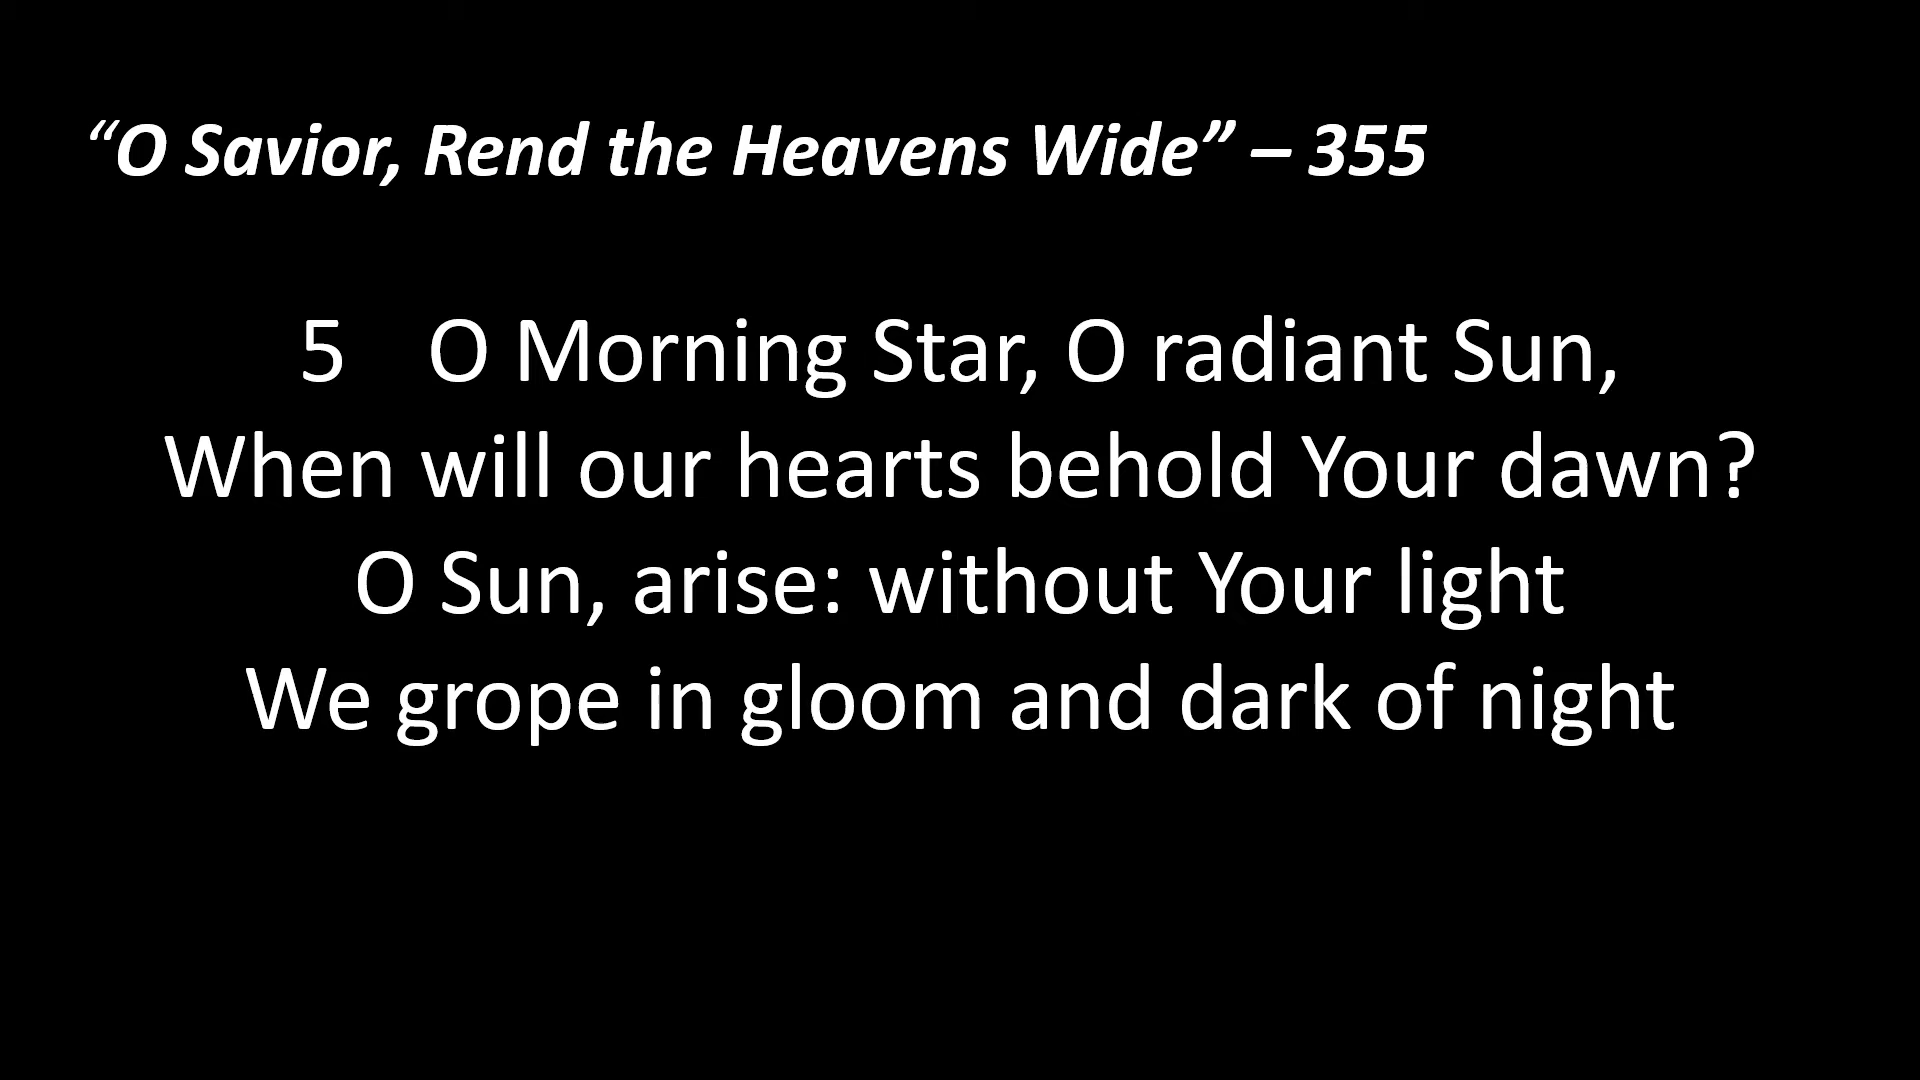 “O Savior, Rend the Heavens Wide” – 355
5 O Morning Star, O radiant Sun,
When will our hearts behold Your dawn?
O Sun, arise: without Your light
We grope in gloom and dark of night